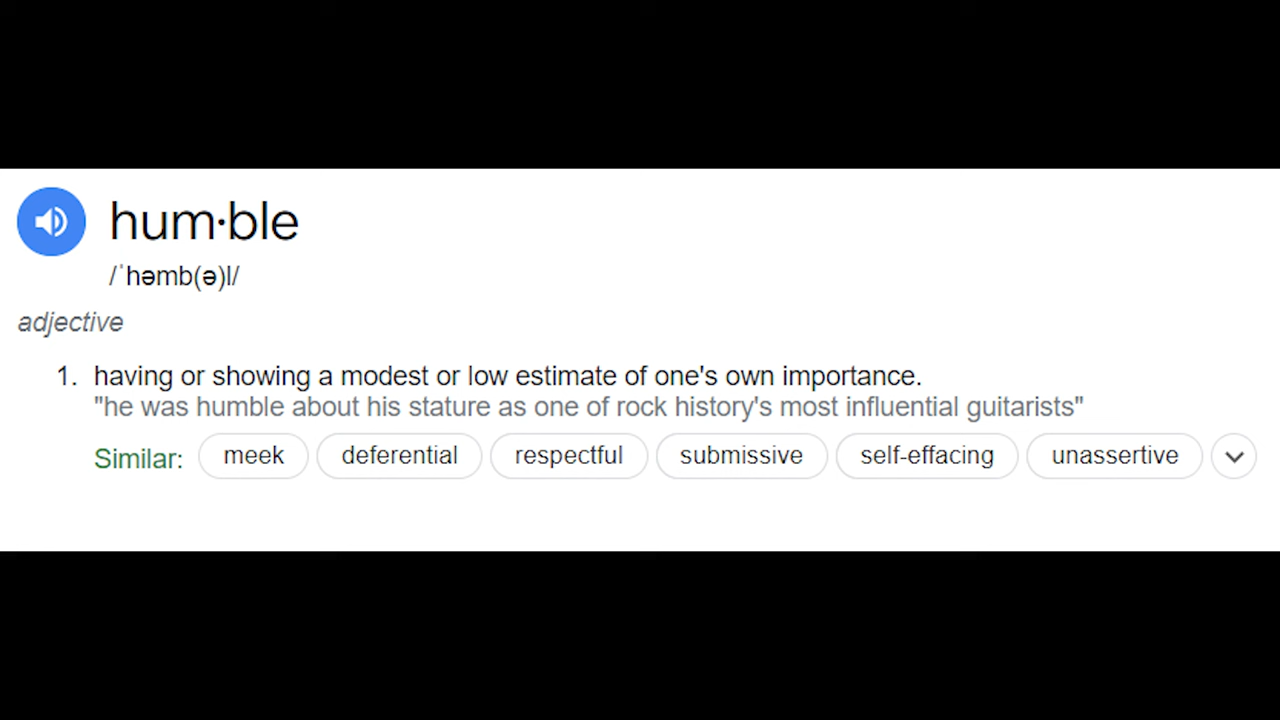 hum·ble
/ˈhəmb(ə)l/
adjective
1. having or showing a modest or low estimate of one's own importance.
"he was humble about his stature as one of rock history's most influential guitarists"
Similar: meek deferential respectful submissive self-effacing unassertive